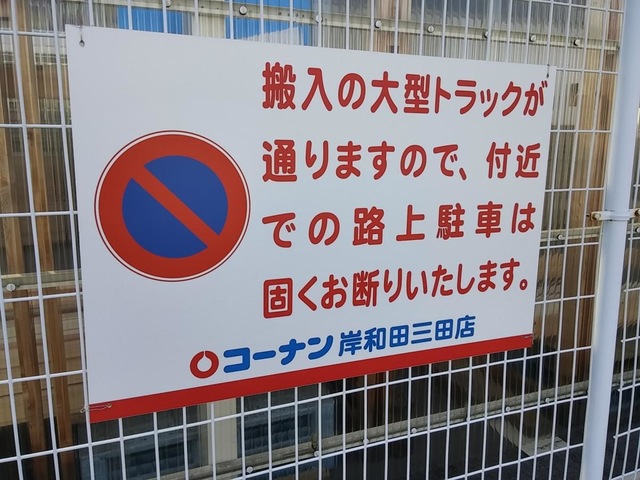 搬入の大型トラックが
通りますので、付近
での路上駐車は
固くお断りいたします。
コーナン 岸和田三田店